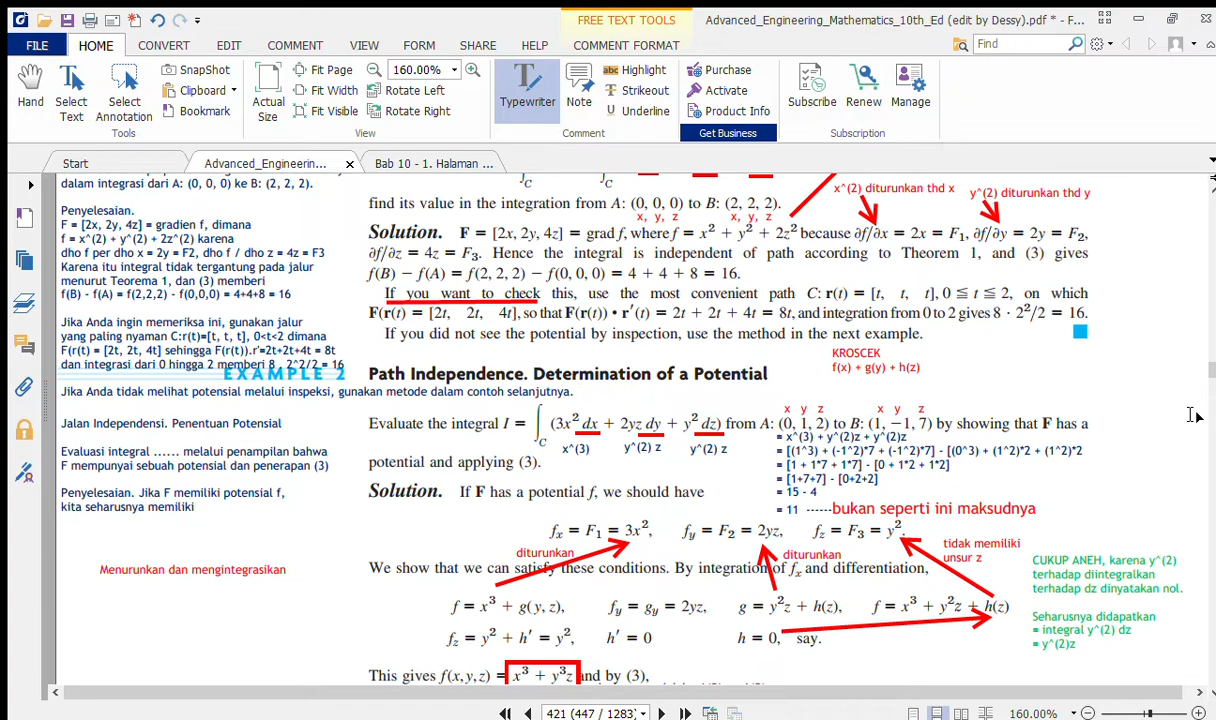 FREE TEXT TOOLS
Advanced_Engineering_Mathematics_10th_Ed (edit by Dessy).pdf * - F...
FILE HOME CONVERT EDIT COMMENT VIEW FORM SHARE HELP COMMENT FORMAT Find
Hand
Select Text
Select Annotation
SnapShot
Clipboard
Bookmark
Tools
Actual Size
Fit Page
Fit Width
Fit Visible
160.00%
Rotate Left
Rotate Right
View
Typewriter
Note
Highlight
Strikeout
Underline
Comment
Purchase
Activate
Product Info
Get Business
Subscribe
Renew
Manage
Subscription
Start Advanced_Engineerin... Bab 10 - 1. Halaman ...
dalam integrasi dari A: (0, 0, 0) ke B: (2, 2, 2).
Penyelesaian.
F = [2x, 2y, 4z] = gradien f, dimana
f = x^(2) + y^(2) + 2z^(2) karena
dho f per dho x = 2y = F2, dho f / dho z = 4z = F3
Karena itu integral tidak tergantung pada jalur
menurut Teorema 1, dan (3) memberi
f(B) - f(A) = f(2,2,2) - f(0,0,0) = 4+4+8 = 16
Jika Anda ingin memeriksa ini, gunakan jalur
yang paling nyaman C:r(t)=[t, t, t], 0<t<2 dimana
F(r(t) = [2t, 2t, 4t] sehingga F(r(t)).r'=2t+2t+4t = 8t
dan integrasi dari 0 hingga 2 memberi 8 . 2^2/2 = 16
Jika Anda tidak melihat potensial melalui inspeksi, gunakan metode dalam contoh selanjutnya.
Jalan Independensi. Penentuan Potensial
Evaluasi integral ...... melalui penampilan bahwa
F mempunyai sebuah potensial dan penerapan (3)
Penyelesaian. Jika F memiliki potensial f,
kita seharusnya memiliki
Menurunkan dan mengintegrasikan
C C
x^(2) diturunkan thd x y^(2) diturunkan thd y
find its value in the integration from A: (0, 0, 0) to B: (2, 2, 2).
x, y, z x, y, z
Solution. F = [2x, 2y, 4z] = grad f, where f = x² + y² + 2z² because ∂f/∂x = 2x = F₁, ∂f/∂y = 2y = F₂,
∂f/∂z = 4z = F₃. Hence the integral is independent of path according to Theorem 1, and (3) gives
f(B) − f(A) = f(2, 2, 2) − f(0, 0, 0) = 4 + 4 + 8 = 16.
If you want to check this, use the most convenient path C: r(t) = [t, t, t], 0 ≦ t ≦ 2, on which
F(r(t) = [2t, 2t, 4t], so that F(r(t)) • r'(t) = 2t + 2t + 4t = 8t, and integration from 0 to 2 gives 8 · 2²/2 = 16.
If you did not see the potential by inspection, use the method in the next example.
KROSCEK
f(x) + g(y) + h(z)
EXAMPLE 2 Path Independence. Determination of a Potential
x y z x y z
Evaluate the integral I = ∫C (3x² dx + 2yz dy + y² dz) from A: (0, 1, 2) to B: (1, −1, 7) by showing that F has a
x^(3) y^(2) z y^(2) z
potential and applying (3).
= x^(3) + y^(2)z + y^(2)z
= [(1^3) + (-1^2)*7 + (-1^2)*7] - [(0^3) + (1^2)*2 + (1^2)*2
= [1 + 1*7 + 1*7] - [0 + 1*2 + 1*2]
= [1+7+7] - [0+2+2]
= 15 - 4
= 11 ------bukan seperti ini maksudnya
Solution. If F has a potential f, we should have
fx = F₁ = 3x², fy = F₂ = 2yz, fz = F₃ = y².
diturunkan diturunkan tidak memiliki
unsur z
We show that we can satisfy these conditions. By integration of fx and differentiation,
f = x³ + g(y, z), fy = gy = 2yz, g = y²z + h(z), f = x³ + y²z + h(z)
fz = y² + h' = y², h' = 0 h = 0, say.
This gives f(x, y, z) = x³ + y³z and by (3),
CUKUP ANEH, karena y^(2)
terhadap diintegralkan
terhadap dz dinyatakan nol.
Seharusnya didapatkan
= integral y^(2) dz
= y^(2)z
421 (447 / 1283) 160.00%